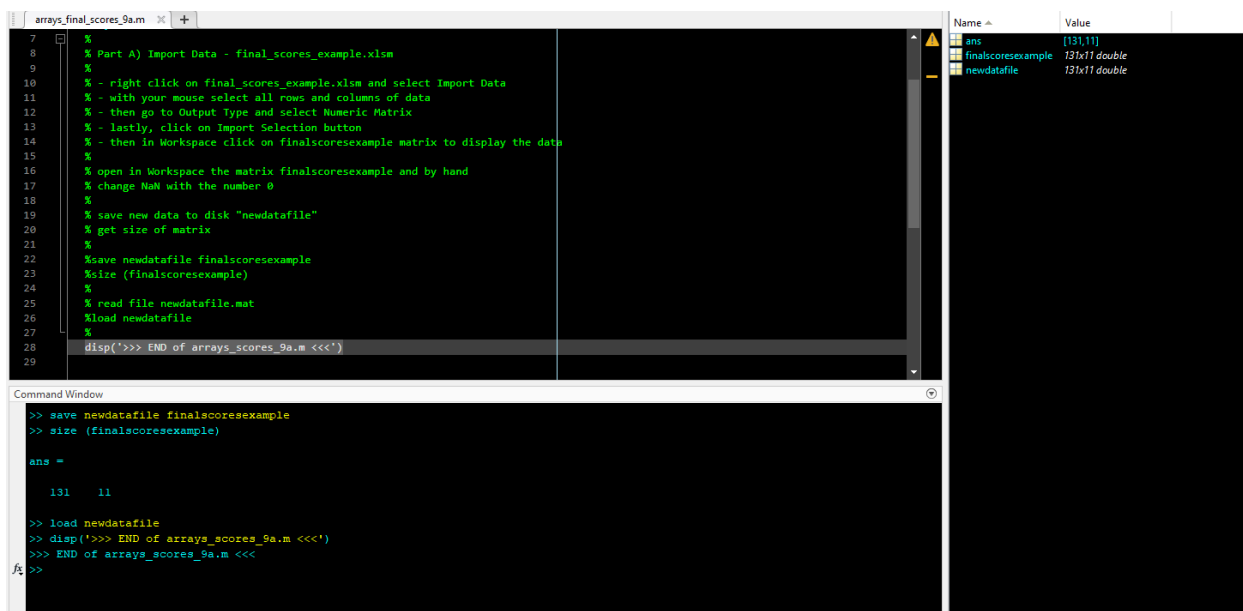 arrays_final_scores_9a.m × +
7 %
8 % Part A) Import Data - final_scores_example.xlsm
9 %
10 % - right click on final_scores_example.xlsm and select Import Data
11 % - with your mouse select all rows and columns of data
12 % - then go to Output Type and select Numeric Matrix
13 % - lastly, click on Import Selection button
14 % - then in Workspace click on finalscoresexample matrix to display the data
15 %
16 % open in Workspace the matrix finalscoresexample and by hand
17 % change NaN with the number 0
18 %
19 % save new data to disk "newdatafile"
20 % get size of matrix
21 %
22 %save newdatafile finalscoresexample
23 %size (finalscoresexample)
24 %
25 % read file newdatafile.mat
26 %load newdatafile
27 %
28 disp('>>> END of arrays_scores_9a.m <<<')
29
Command Window
>> save newdatafile finalscoresexample
>> size (finalscoresexample)
ans =
131 11
>> load newdatafile
>> disp('>>> END of arrays_scores_9a.m <<<')
>>> END of arrays_scores_9a.m <<<
fx >>
Name Value
ans [131,11]
finalscoresexample 131x11 double
newdatafile 131x11 double